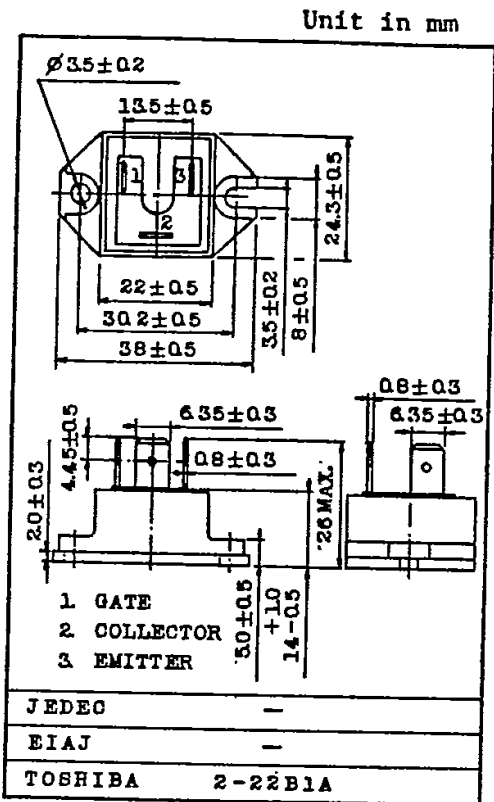 Unit in mm
Ø3.5±0.2
13.5±0.5
1
3
2
24.3±0.5
22±0.5
30.2±0.5
38±0.5
3.5±0.2
8±0.5
6.35±0.3
0.8±0.3
4.45±0.5
2.0±0.3
26 MAX.
0.8±0.3
6.35±0.3
5.0±0.5
+1.0
14-0.5
1. GATE
2. COLLECTOR
3. EMITTER
JEDEC —
EIAJ —
TOSHIBA 2-22B1A